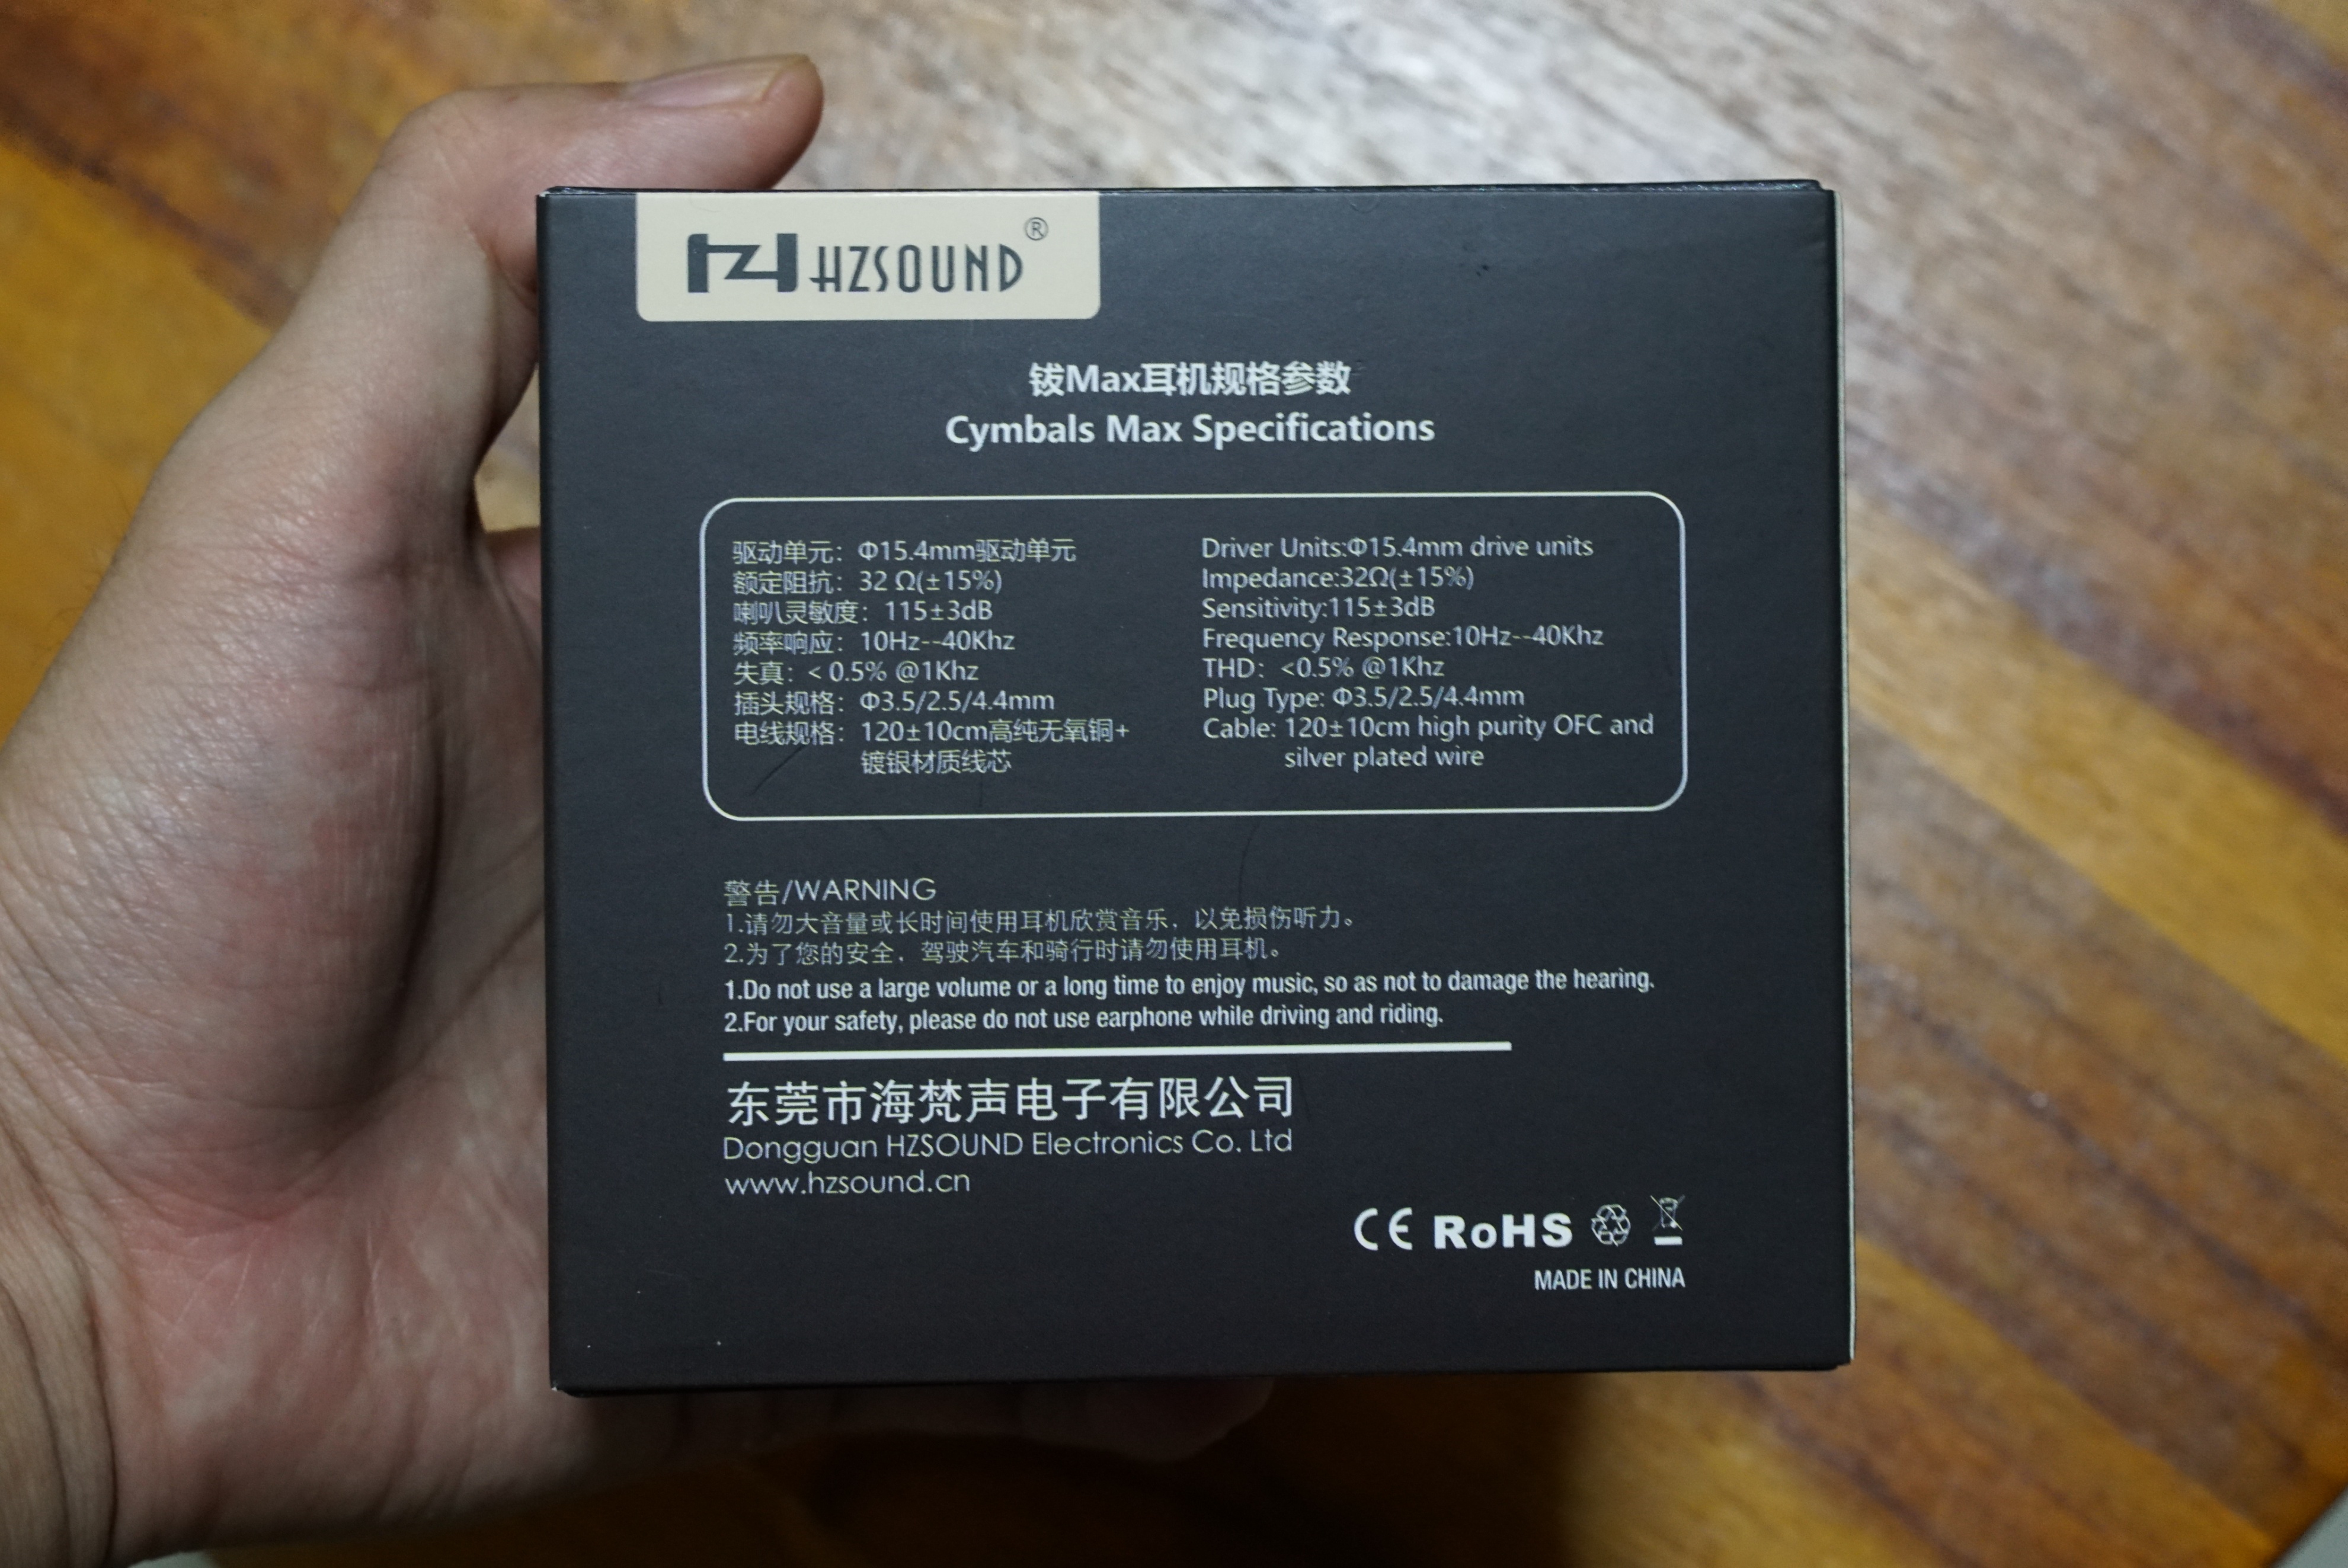 HZSOUND®
钹Max耳机规格参数
Cymbals Max Specifications
驱动单元：Φ15.4mm驱动单元
额定阻抗：32 Ω(±15%)
喇叭灵敏度：115±3dB
频率响应：10Hz--40Khz
失真：< 0.5% @1Khz
插头规格：Φ3.5/2.5/4.4mm
电线规格：120±10cm高纯无氧铜+
镀银材质线芯
Driver Units:Φ15.4mm drive units
Impedance:32Ω(±15%)
Sensitivity:115±3dB
Frequency Response:10Hz--40Khz
THD：<0.5% @1Khz
Plug Type: Φ3.5/2.5/4.4mm
Cable: 120±10cm high purity OFC and
silver plated wire
警告/WARNING
1.请勿大音量或长时间使用耳机欣赏音乐，以免损伤听力。
2.为了您的安全，驾驶汽车和骑行时请勿使用耳机。
1.Do not use a large volume or a long time to enjoy music, so as not to damage the hearing.
2.For your safety, please do not use earphone while driving and riding.
东莞市海梵声电子有限公司
Dongguan HZSOUND Electronics Co. Ltd
www.hzsound.cn
CE RoHS
MADE IN CHINA